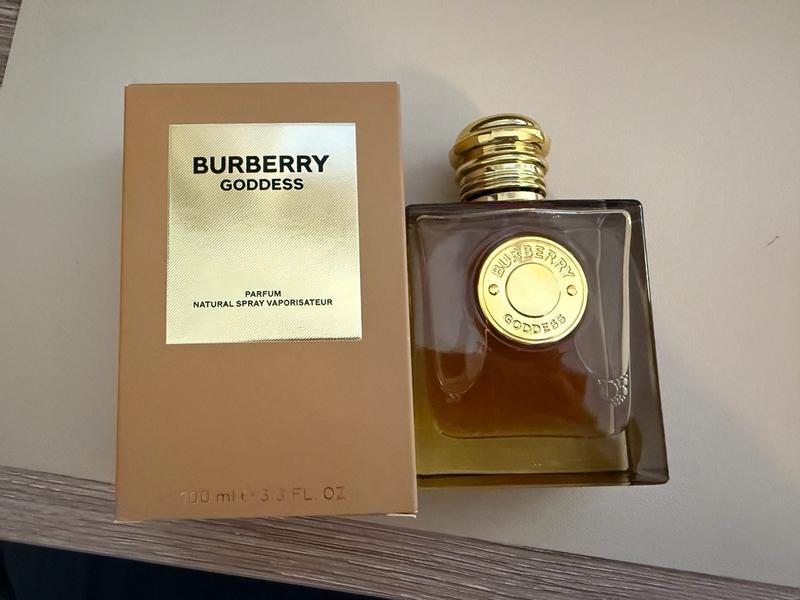 BURBERRY
GODDESS
PARFUM
NATURAL SPRAY VAPORISATEUR
100 ml ℮ 3.3 FL. OZ
BURBERRY
GODDESS